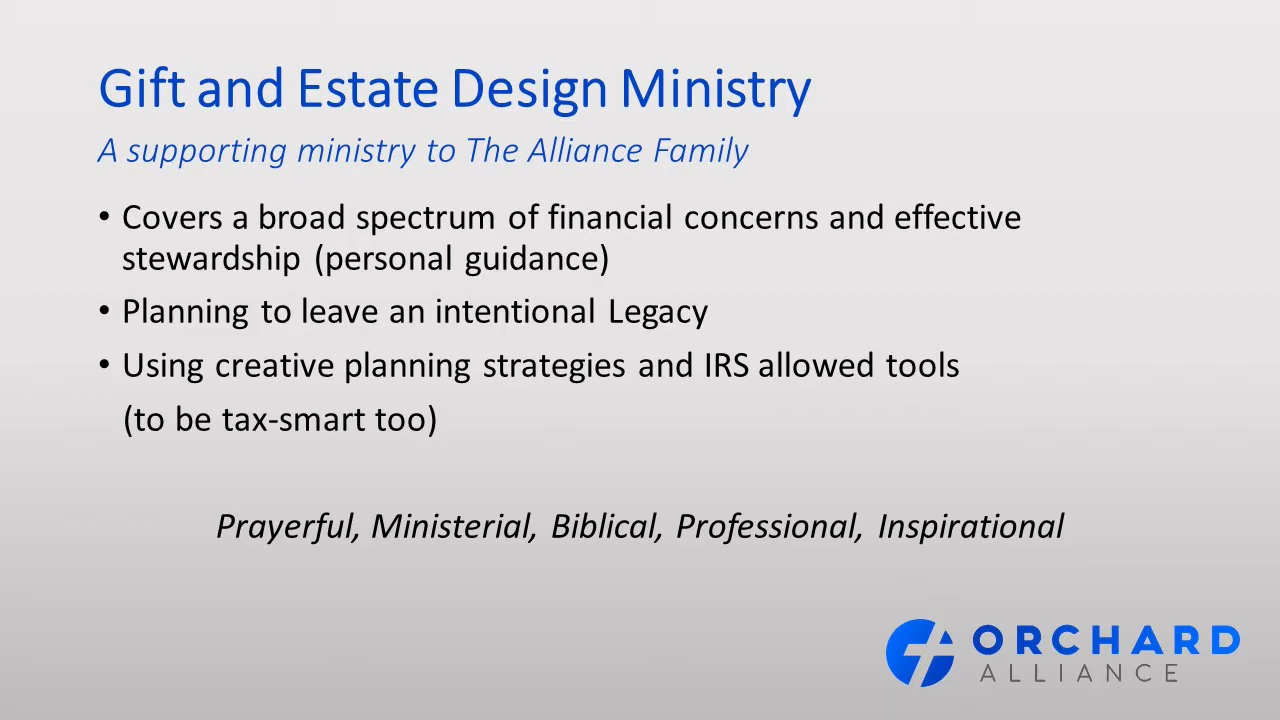 Gift and Estate Design Ministry
A supporting ministry to The Alliance Family
• Covers a broad spectrum of financial concerns and effective
stewardship (personal guidance)
• Planning to leave an intentional Legacy
• Using creative planning strategies and IRS allowed tools
(to be tax-smart too)
Prayerful, Ministerial, Biblical, Professional, Inspirational
ORCHARD
ALLIANCE